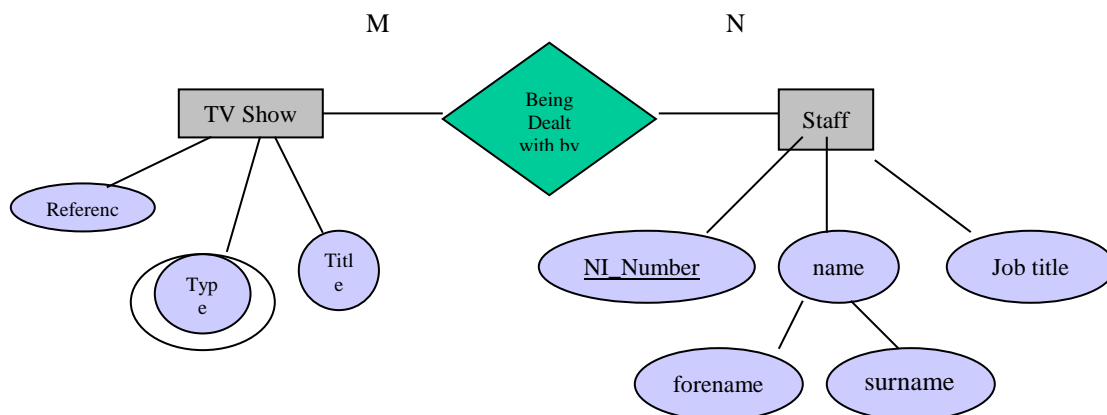 M
N
Being
Dealt
with by
TV Show
Staff
Referenc
Typ
e
Titl
e
NI_Number
name
Job title
forename
surname